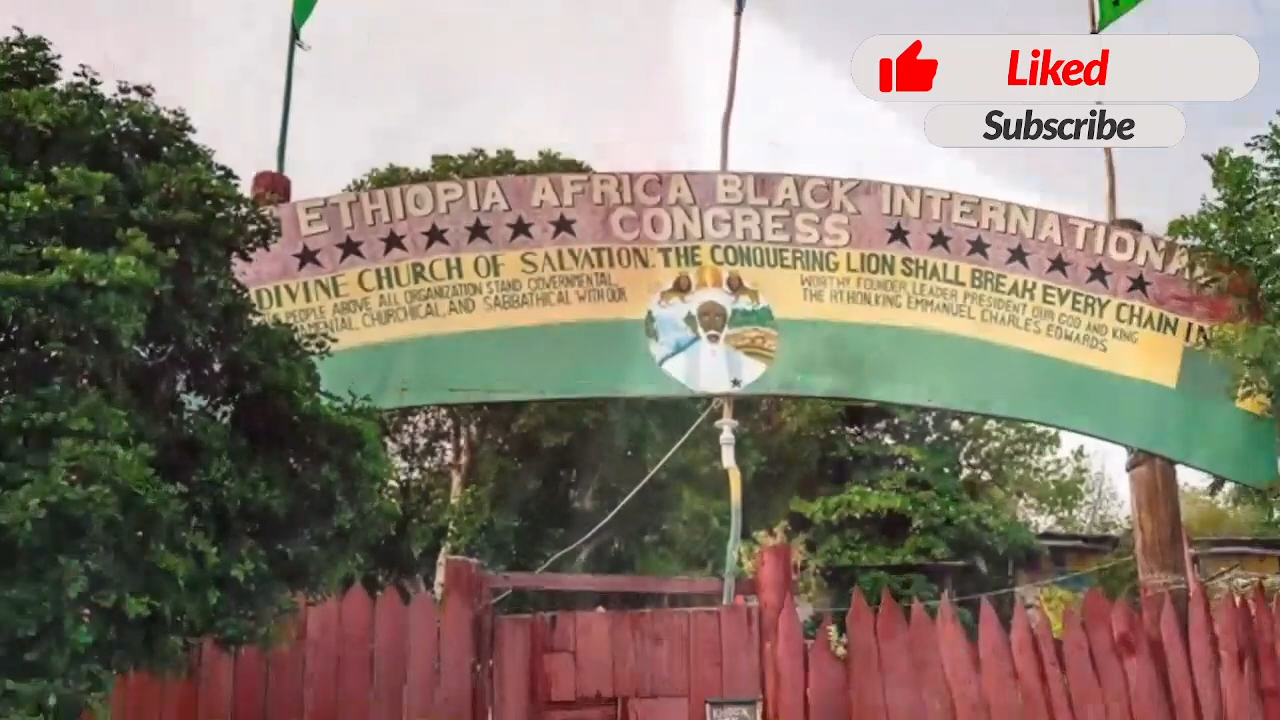 Liked
Subscribe
ETHIOPIA AFRICA BLACK INTERNATIONAL
CONGRESS
DIVINE CHURCH OF SALVATION. THE CONQUERING LION SHALL BREAK EVERY CHAIN IN
PEOPLE ABOVE ALL ORGANIZATION STAND GOVERNMENTAL,
CHURCHICAL, AND SABBATHICAL WITH OUR
WORTHY FOUNDER LEADER PRESIDENT OUR GOD AND KING
THE RT HON. KING EMMANUEL CHARLES EDWARDS